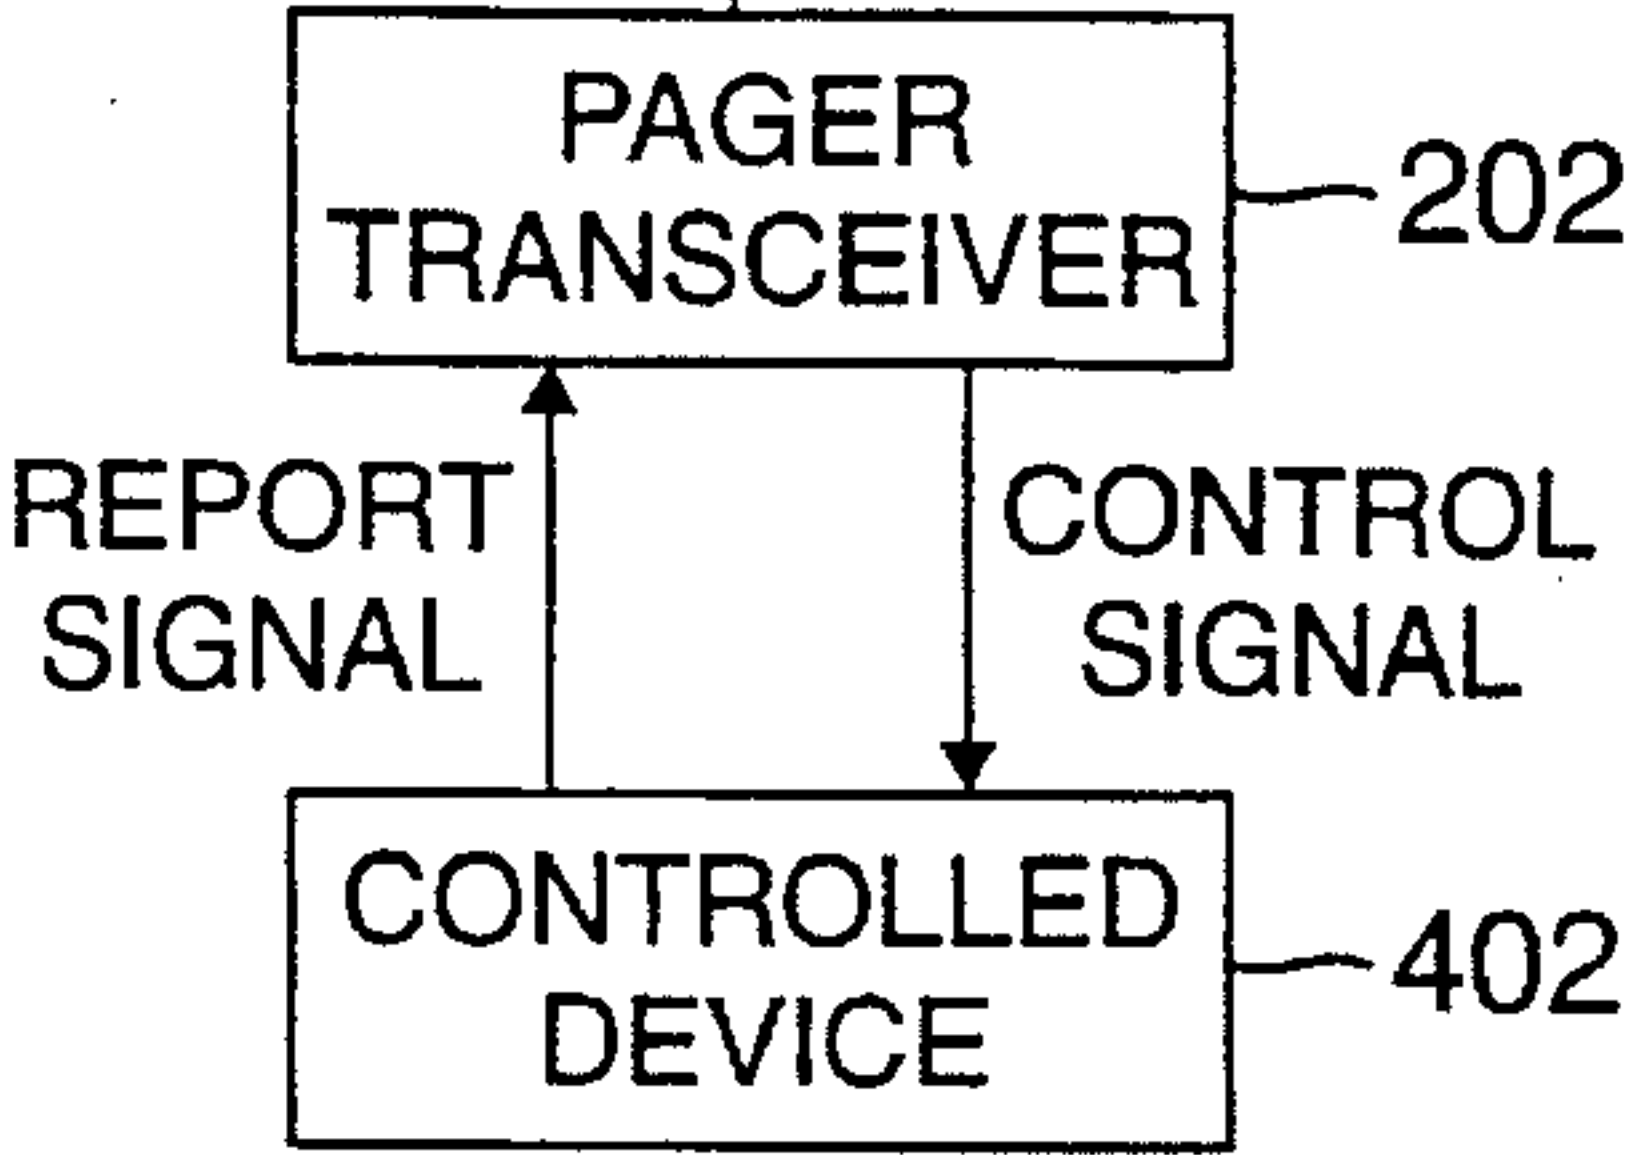 PAGER
TRANSCEIVER
202
REPORT
SIGNAL
CONTROL
SIGNAL
CONTROLLED
DEVICE
402